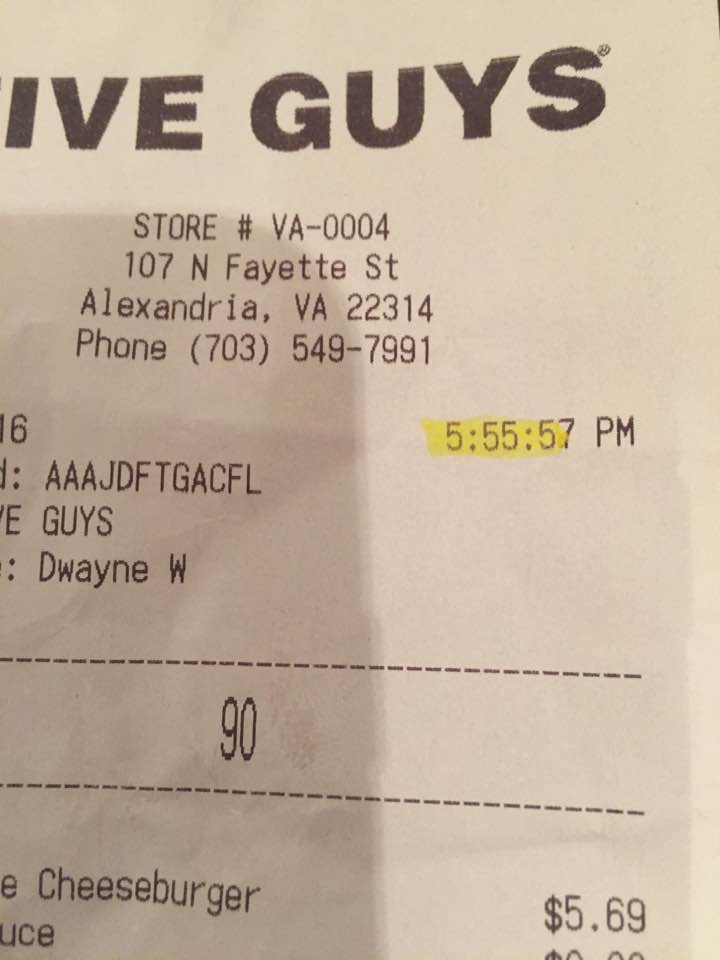 IVE GUYS®
STORE # VA-0004
107 N Fayette St
Alexandria, VA 22314
Phone (703) 549-7991
16 5:55:57 PM
d: AAAJDFTGACFL
VE GUYS
e: Dwayne W
90
e Cheeseburger $5.69
uce